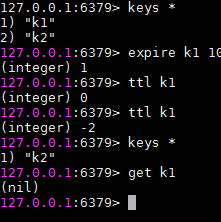 127.0.0.1:6379> keys *
1) "k1"
2) "k2"
127.0.0.1:6379> expire k1 10
(integer) 1
127.0.0.1:6379> ttl k1
(integer) 0
127.0.0.1:6379> ttl k1
(integer) -2
127.0.0.1:6379> keys *
1) "k2"
127.0.0.1:6379> get k1
(nil)
127.0.0.1:6379>